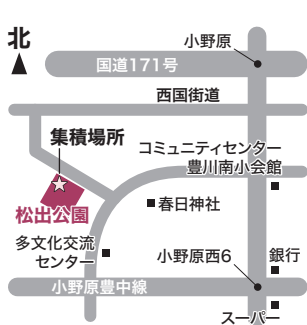 北
小野原
国道171号
西国街道
集積場所
コミュニティセンター
豊川南小会館
松出公園
春日神社
多文化交流
センター
小野原西6
銀行
小野原豊中線
スーパー